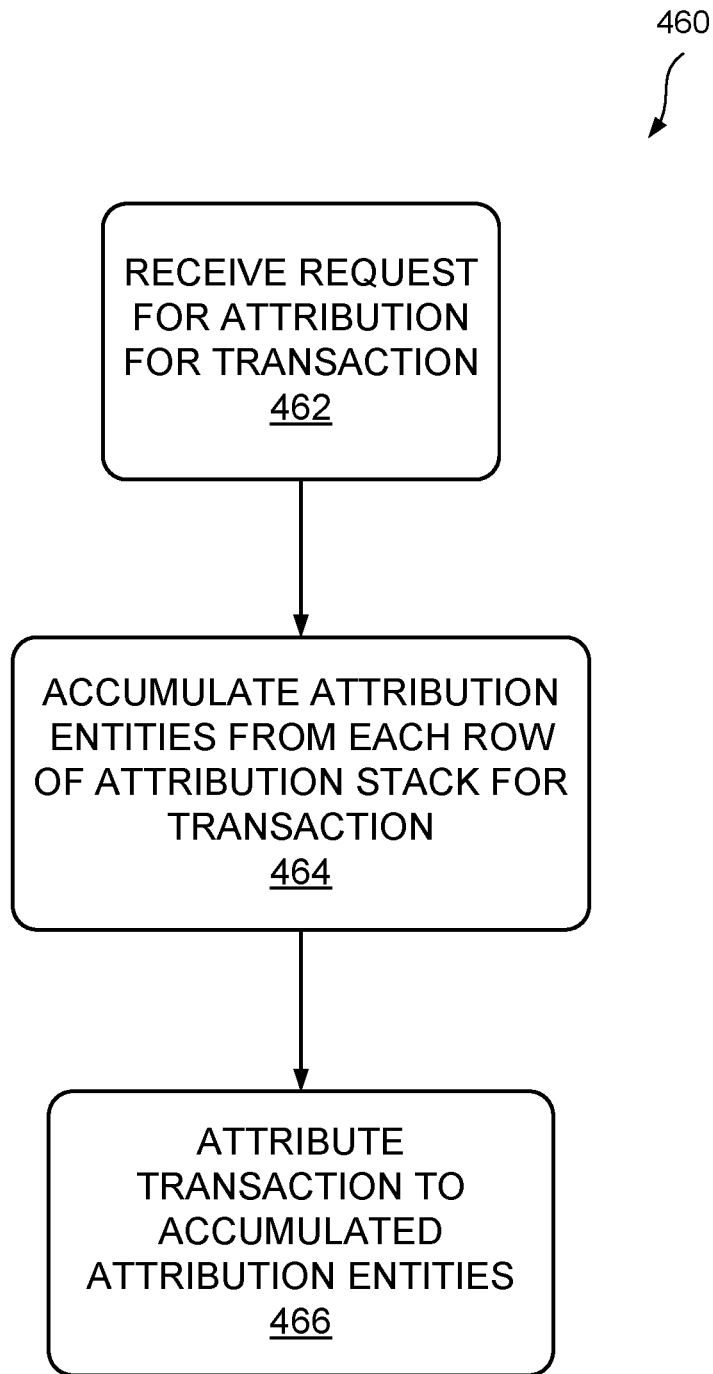 460
RECEIVE REQUEST
FOR ATTRIBUTION
FOR TRANSACTION
462
ACCUMULATE ATTRIBUTION
ENTITIES FROM EACH ROW
OF ATTRIBUTION STACK FOR
TRANSACTION
464
ATTRIBUTE
TRANSACTION TO
ACCUMULATED
ATTRIBUTION ENTITIES
466